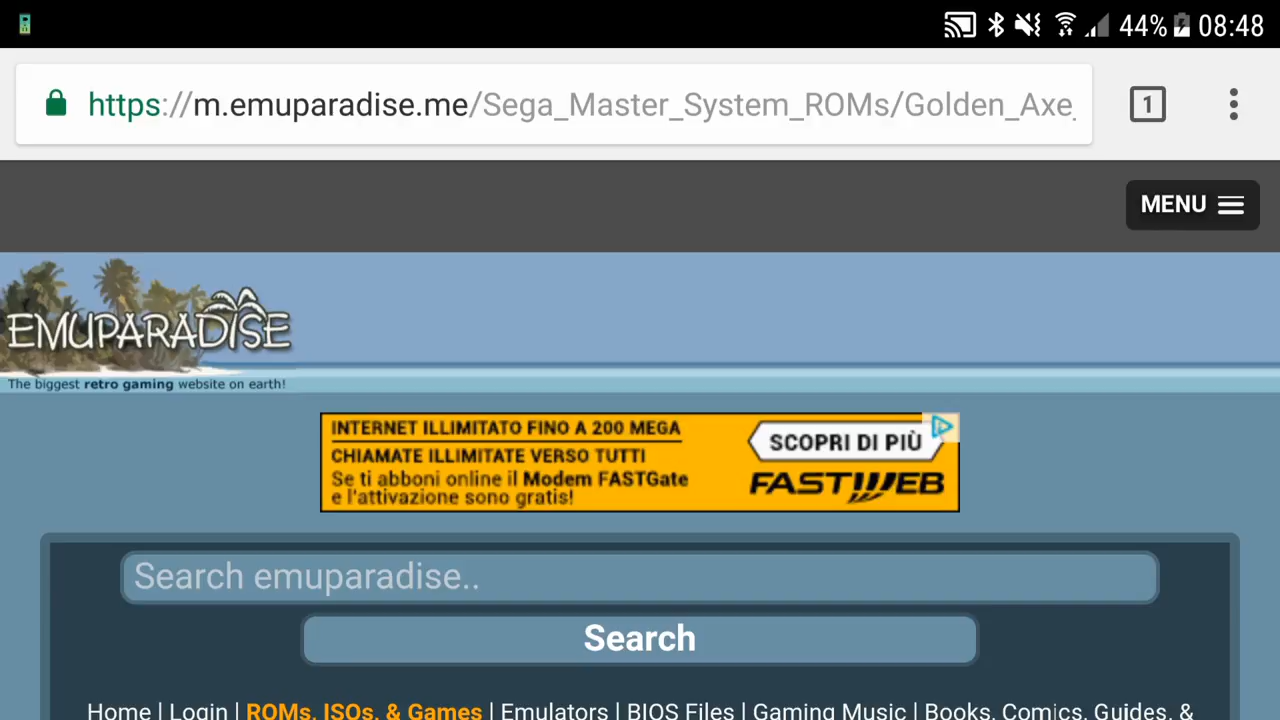 44% 08:48
https://m.emuparadise.me/Sega_Master_System_ROMs/Golden_Axe_
1
MENU
EMUPARADISE
The biggest retro gaming website on earth!
INTERNET ILLIMITATO FINO A 200 MEGA
CHIAMATE ILLIMITATE VERSO TUTTI
Se ti abboni online il Modem FASTGate
e l'attivazione sono gratis!
SCOPRI DI PIÙ
FASTWEB
Search emuparadise..
Search
Home | Login | ROMs, ISOs, & Games | Emulators | BIOS Files | Gaming Music | Books, Comics, Guides, &